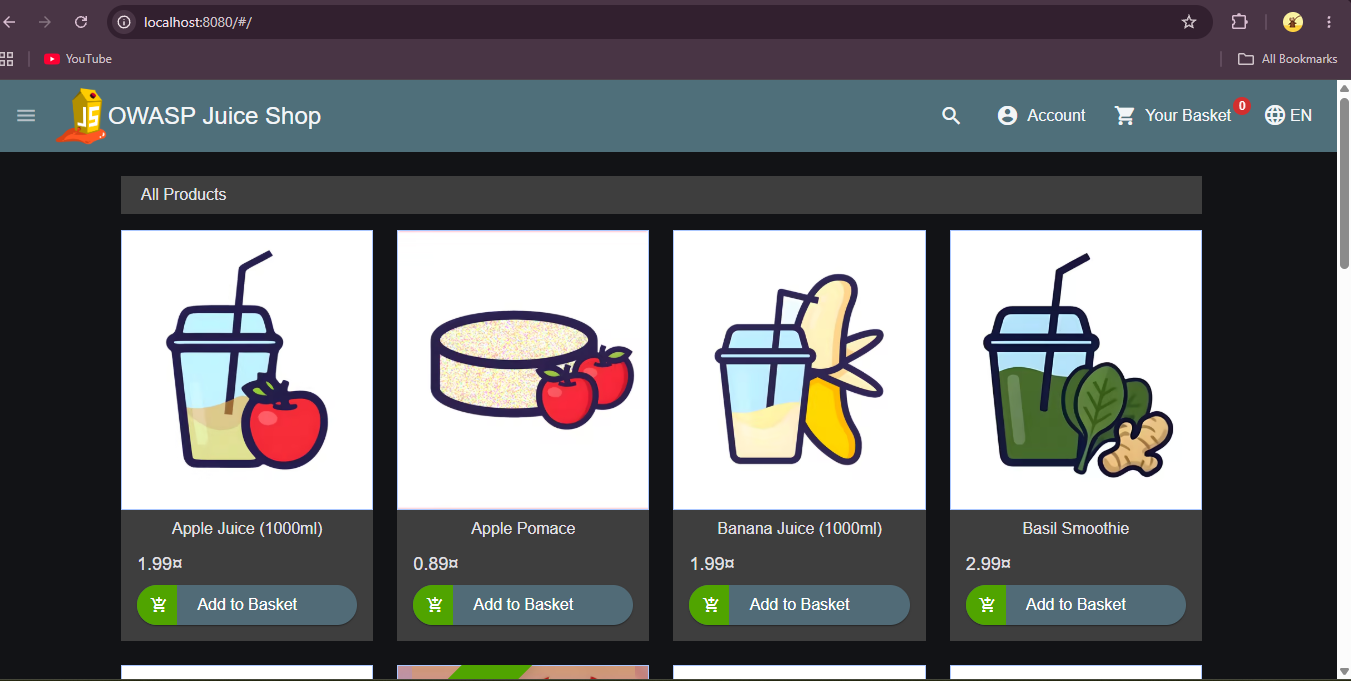 localhost:8080/#/
YouTube
All Bookmarks
JS
OWASP Juice Shop
Account
Your Basket
0
EN
All Products
Apple Juice (1000ml)
1.99¤
Add to Basket
Apple Pomace
0.89¤
Add to Basket
Banana Juice (1000ml)
1.99¤
Add to Basket
Basil Smoothie
2.99¤
Add to Basket